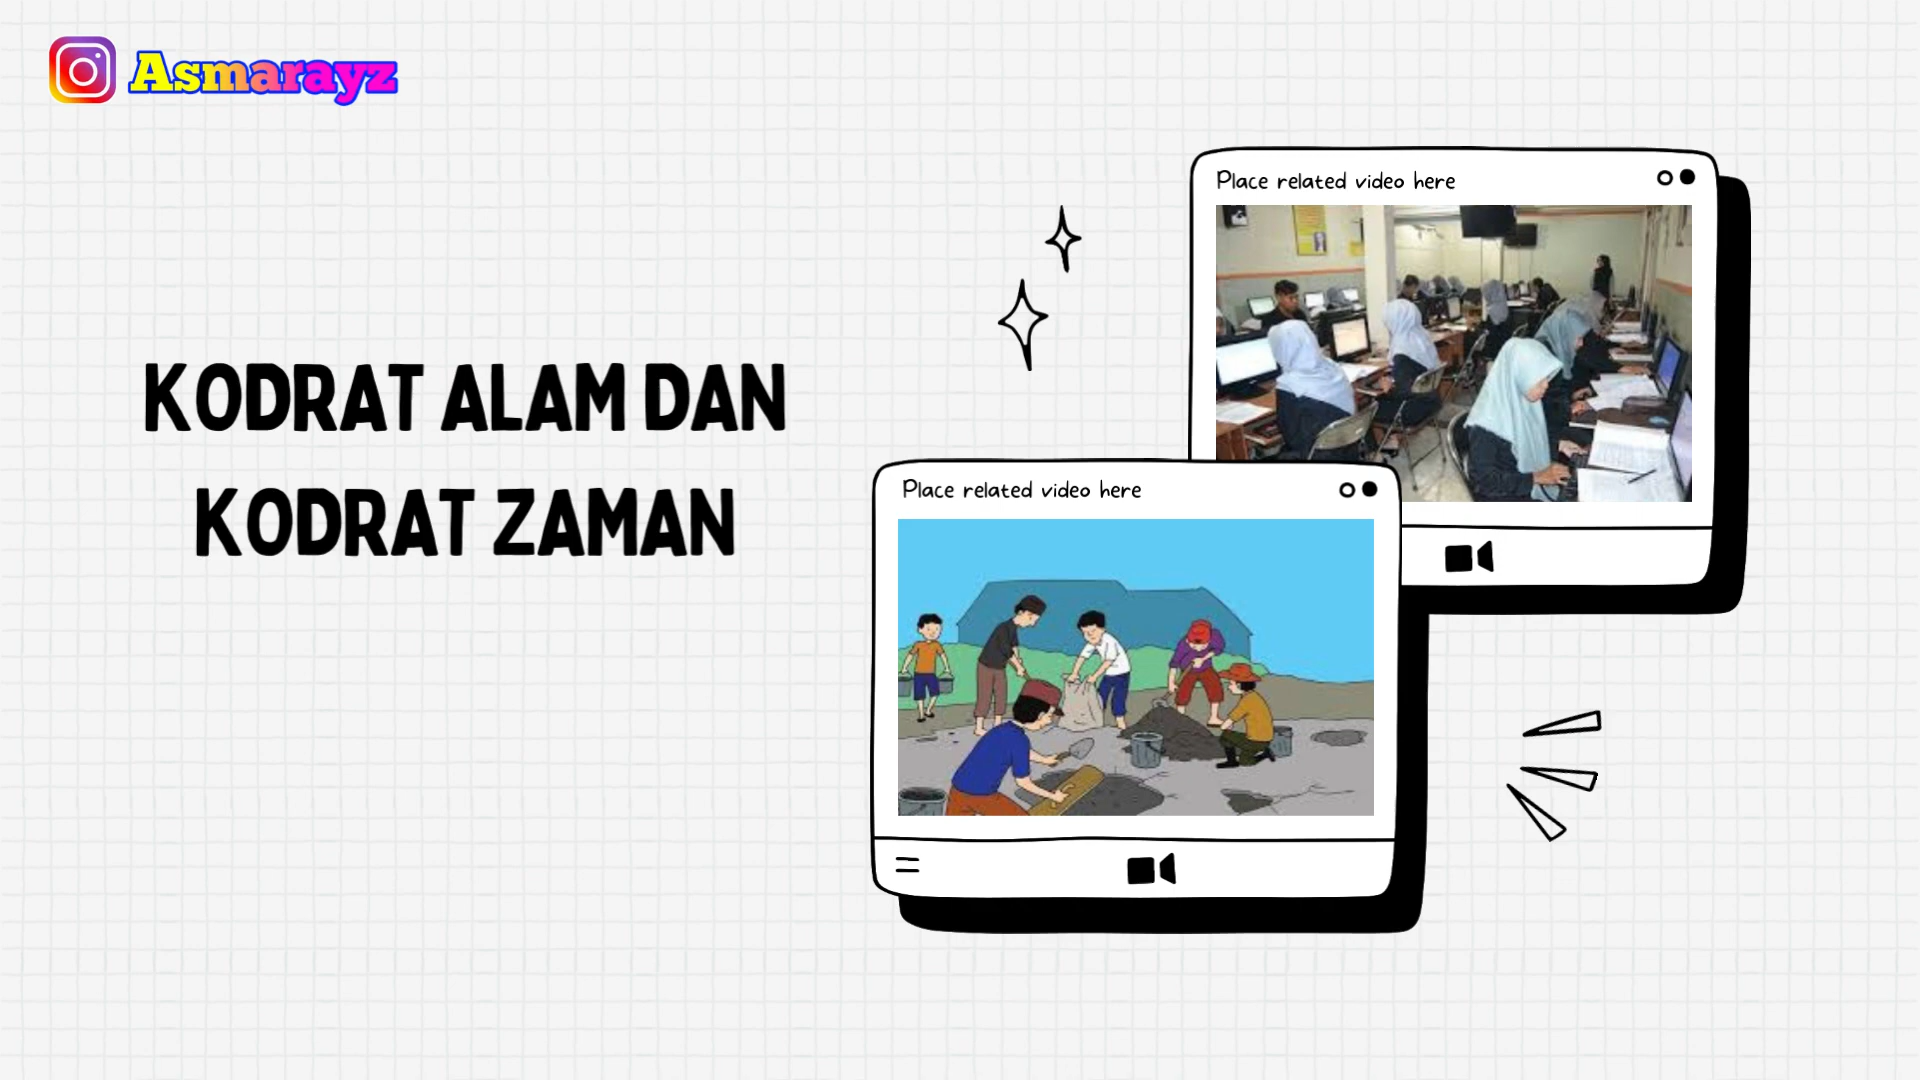 Asmarayz
KODRAT ALAM DAN
KODRAT ZAMAN
Place related video here
Place related video here